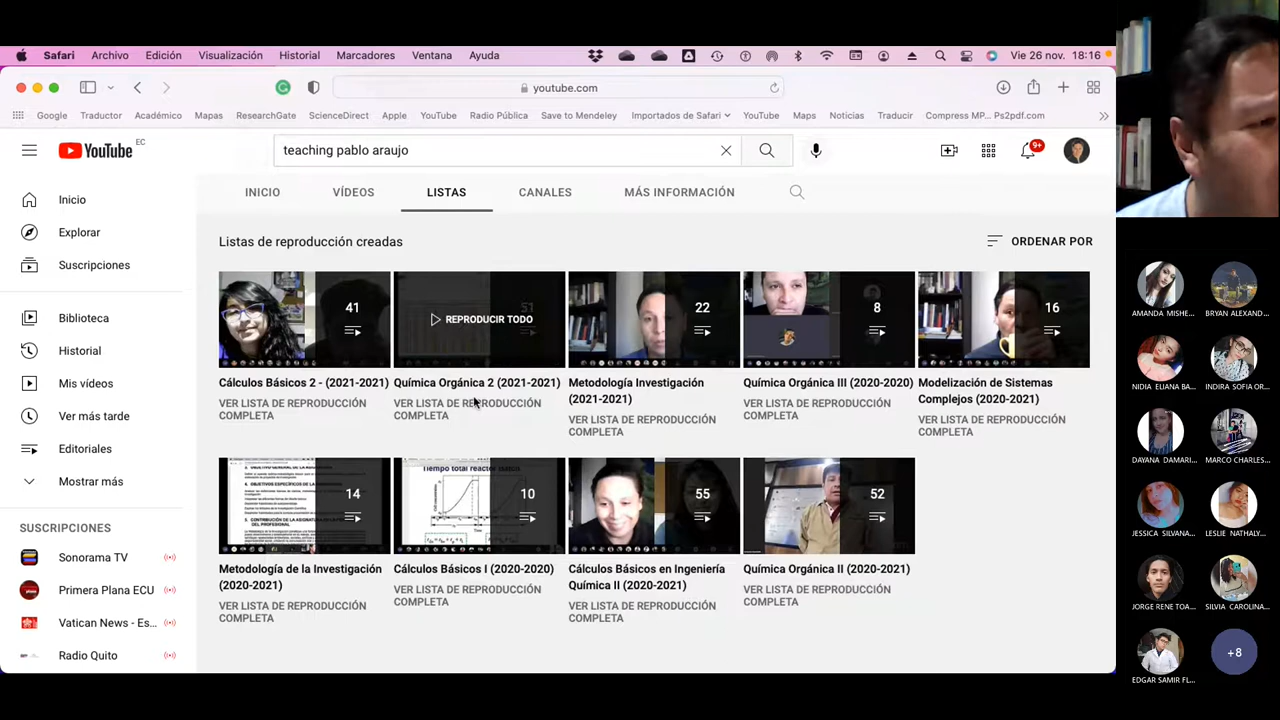 Safari Archivo Edición Visualización Historial Marcadores Ventana Ayuda Vie 26 nov. 18:16
youtube.com
Google Traductor Académico Mapas ResearchGate ScienceDirect Apple YouTube Radio Pública Save to Mendeley Importados de Safari YouTube Maps Noticias Traducir Compress MP... Ps2pdf.com
YouTube EC
teaching pablo araujo
9+
INICIO VÍDEOS LISTAS CANALES MÁS INFORMACIÓN
Inicio
Explorar
Suscripciones
Biblioteca
Historial
Mis vídeos
Ver más tarde
Editoriales
Mostrar más
SUSCRIPCIONES
Sonorama TV
Primera Plana ECU
Vatican News - Es...
Radio Quito
Listas de reproducción creadas
ORDENAR POR
41
REPRODUCIR TODO
51
22
8
16
Cálculos Básicos 2 - (2021-2021)
VER LISTA DE REPRODUCCIÓN
COMPLETA
Química Orgánica 2 (2021-2021)
VER LISTA DE REPRODUCCIÓN
COMPLETA
Metodología Investigación
(2021-2021)
VER LISTA DE REPRODUCCIÓN
COMPLETA
Química Orgánica III (2020-2020)
VER LISTA DE REPRODUCCIÓN
COMPLETA
Modelización de Sistemas
Complejos (2020-2021)
VER LISTA DE REPRODUCCIÓN
COMPLETA
14
Tiempo total reactor
10
55
52
Metodología de la Investigación
(2020-2021)
VER LISTA DE REPRODUCCIÓN
COMPLETA
Cálculos Básicos I (2020-2020)
VER LISTA DE REPRODUCCIÓN
COMPLETA
Cálculos Básicos en Ingeniería
Química II (2020-2021)
VER LISTA DE REPRODUCCIÓN
COMPLETA
Química Orgánica II (2020-2021)
VER LISTA DE REPRODUCCIÓN
COMPLETA
AMANDA MISHE...
BRYAN ALEXAND...
NIDIA ELIANA BA...
INDIRA SOFIA OR...
DAYANA DAMARI...
MARCO CHARLES...
JESSICA SILVANA...
LESLIE NATHALY...
JORGE RENE TOA...
SILVIA CAROLINA...
EDGAR SAMIR FL...
+8